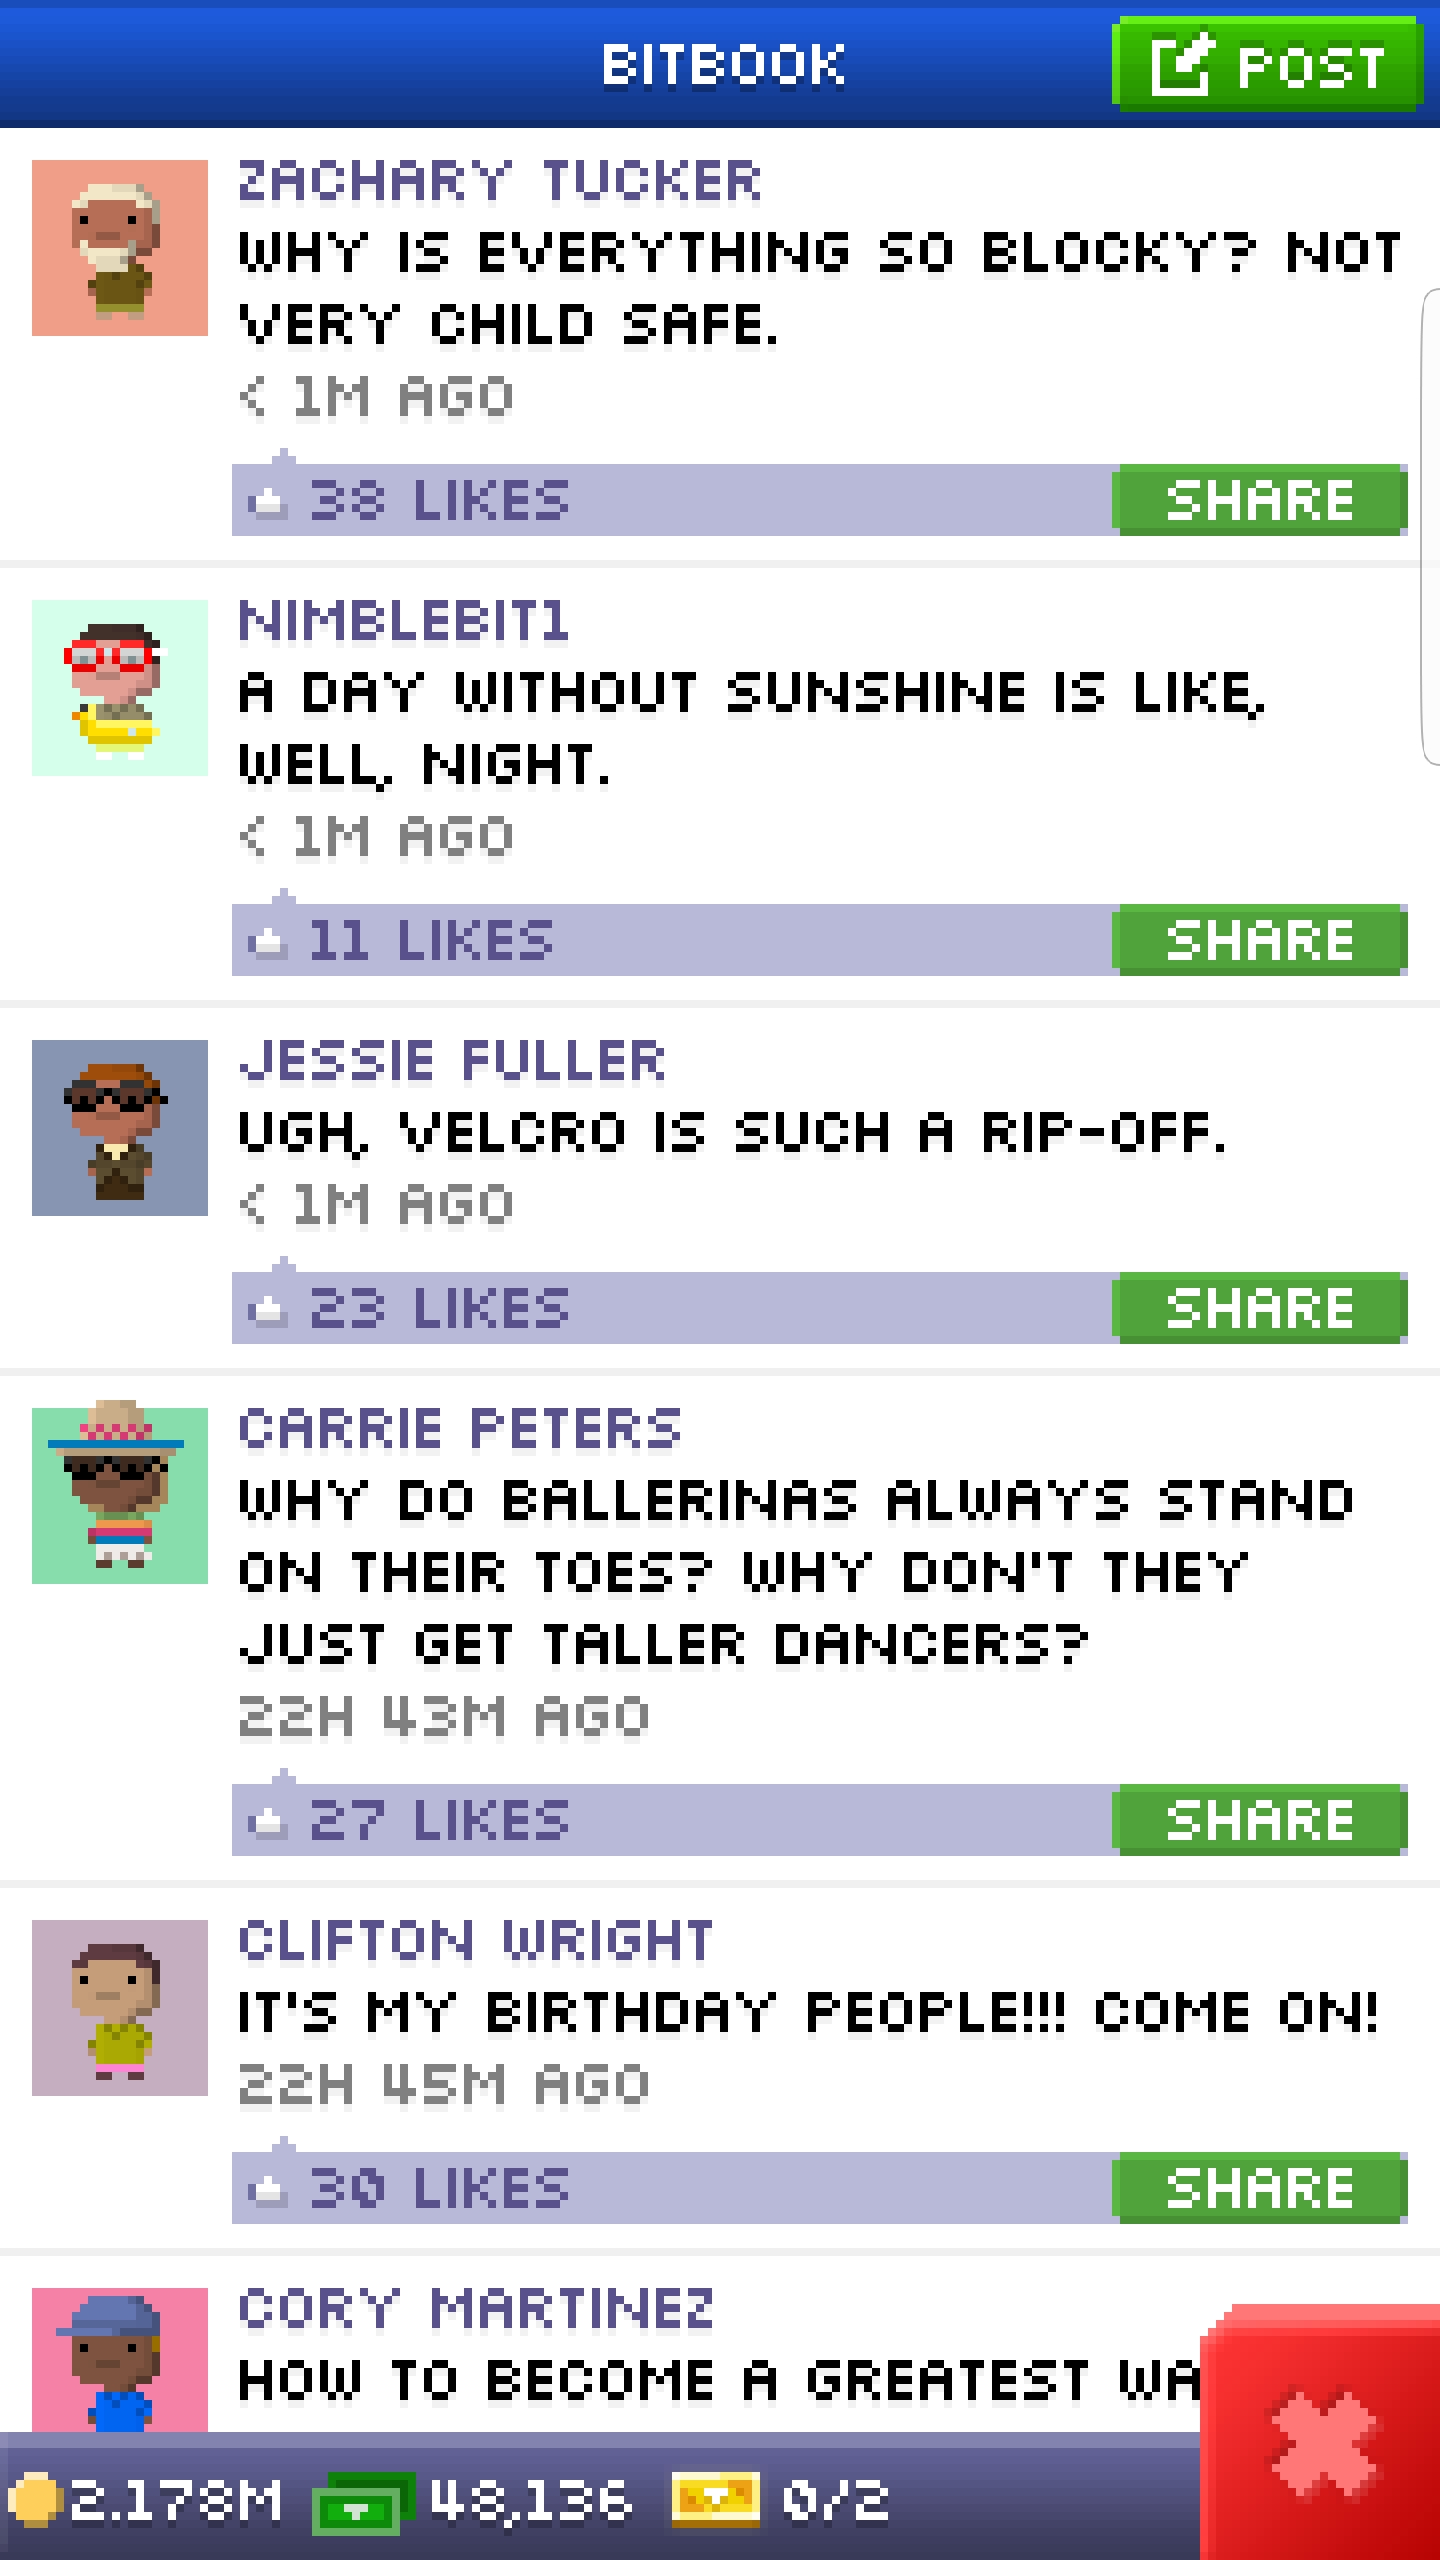 BITBOOK
POST
ZACHARY TUCKER
WHY IS EVERYTHING SO BLOCKY? NOT
VERY CHILD SAFE.
< 1M AGO
38 LIKES
SHARE
NIMBLEBIT1
A DAY WITHOUT SUNSHINE IS LIKE,
WELL, NIGHT.
< 1M AGO
11 LIKES
SHARE
JESSIE FULLER
UGH, VELCRO IS SUCH A RIP-OFF.
< 1M AGO
23 LIKES
SHARE
CARRIE PETERS
WHY DO BALLERINAS ALWAYS STAND
ON THEIR TOES? WHY DON'T THEY
JUST GET TALLER DANCERS?
22H 43M AGO
27 LIKES
SHARE
CLIFTON WRIGHT
IT'S MY BIRTHDAY PEOPLE!!! COME ON!
22H 45M AGO
30 LIKES
SHARE
CORY MARTINEZ
HOW TO BECOME A GREATEST WA
2.178M
48,136
0/2